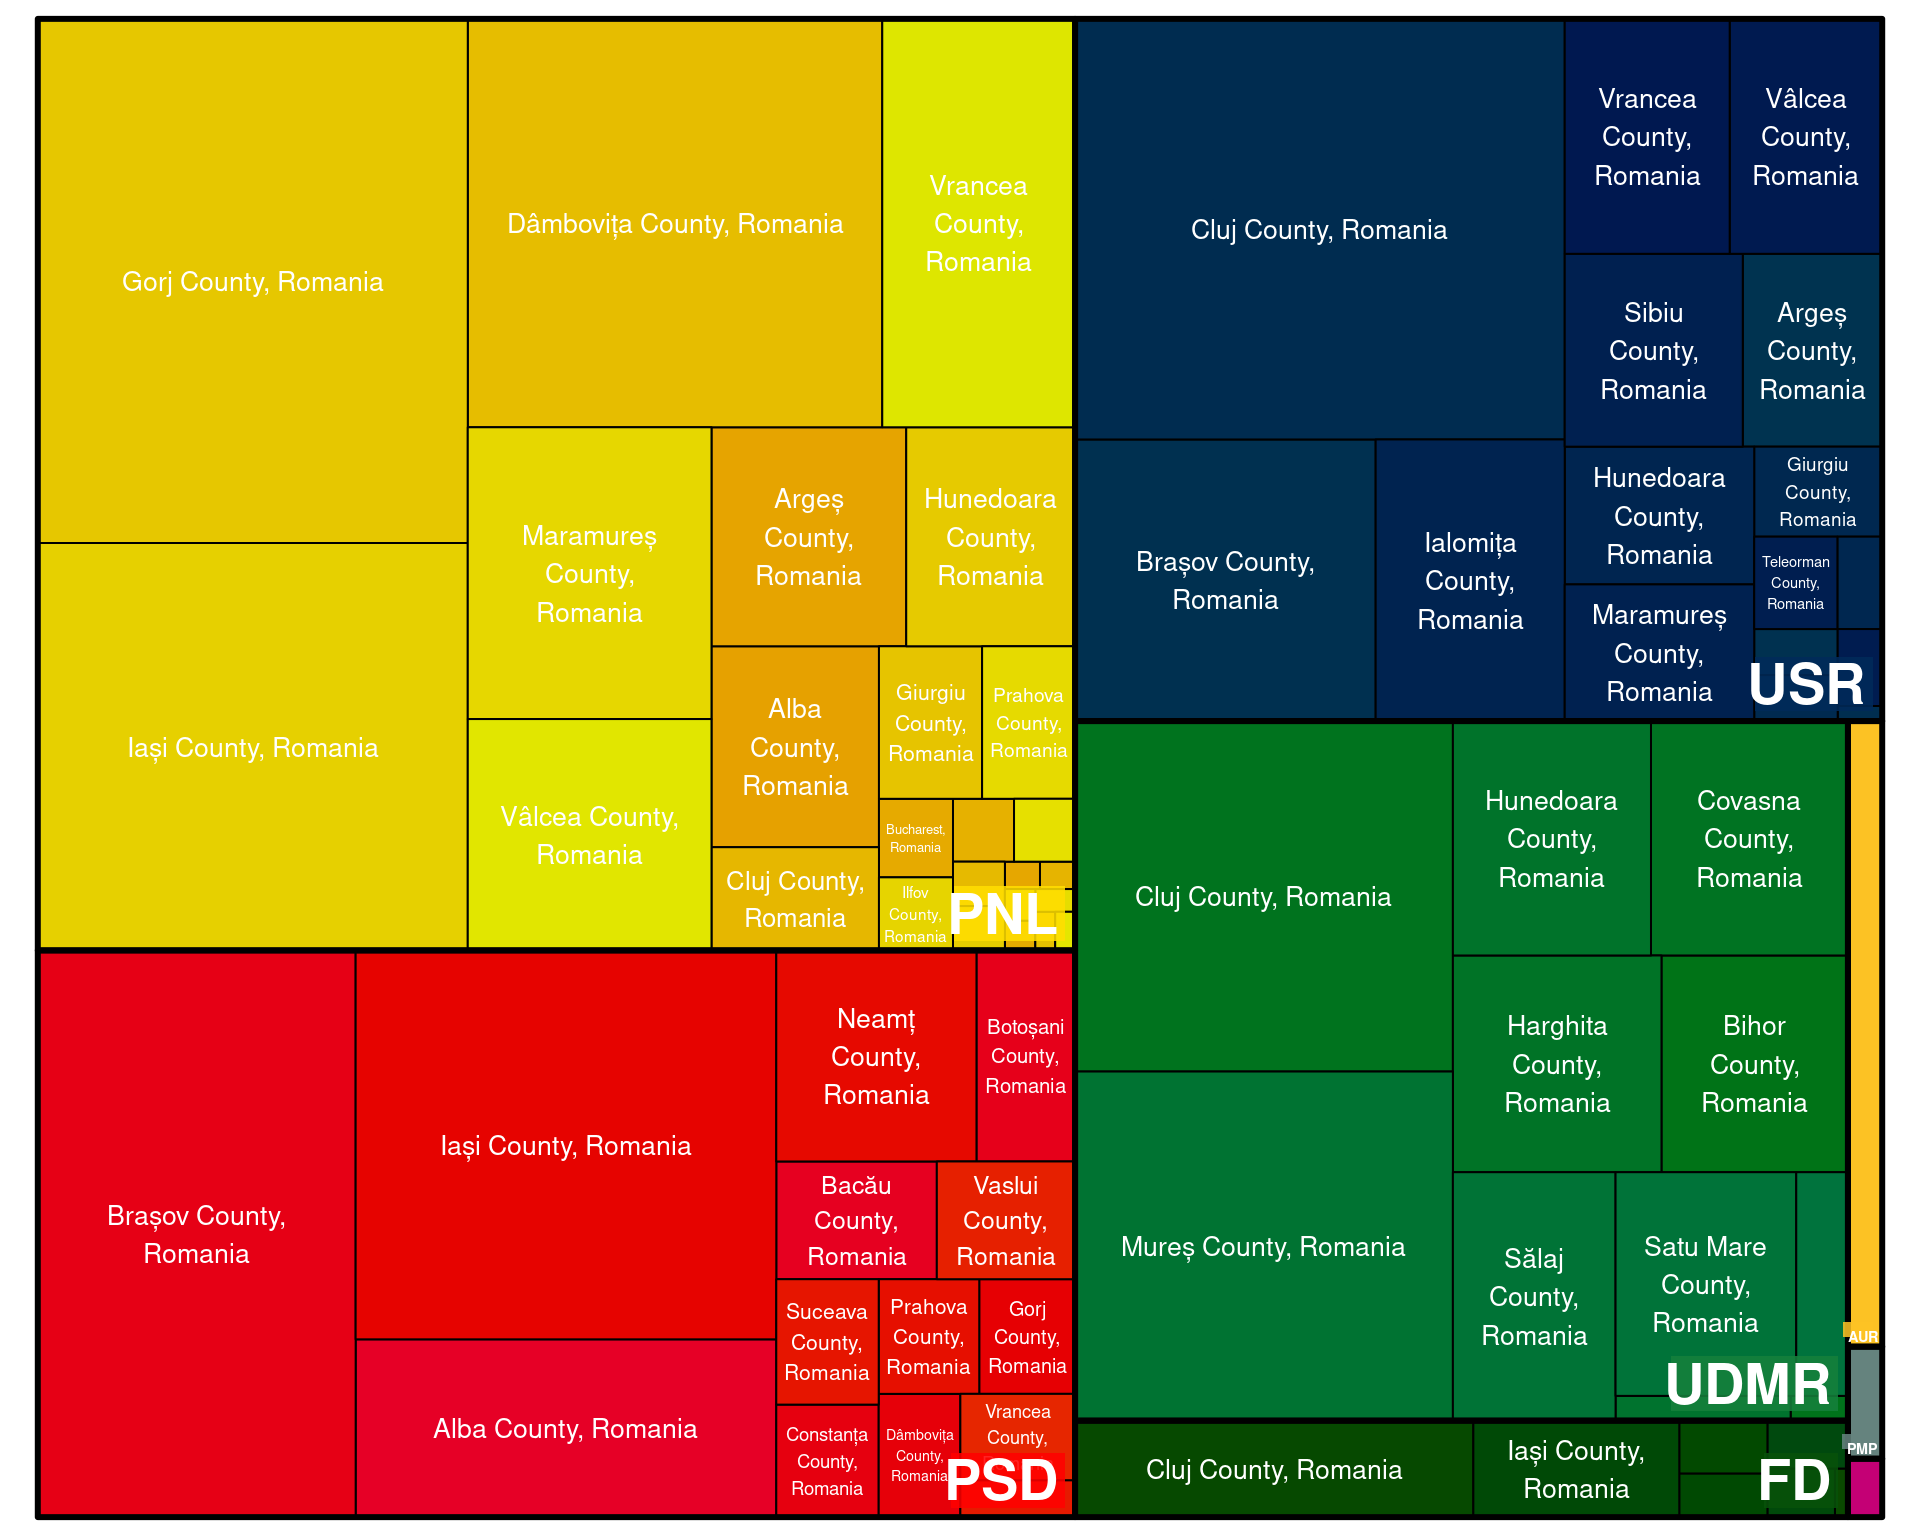 Gorj County, Romania
Dâmbovița County, Romania
Vrancea
County,
Romania
Iași County, Romania
Maramureș
County,
Romania
Argeș
County,
Romania
Hunedoara
County,
Romania
Vâlcea County,
Romania
Alba
County,
Romania
Giurgiu
County,
Romania
Prahova
County,
Romania
Cluj County,
Romania
Bucharest,
Romania
Ilfov
County,
Romania
PNL
Cluj County, Romania
Vrancea
County,
Romania
Vâlcea
County,
Romania
Sibiu
County,
Romania
Argeș
County,
Romania
Brașov County,
Romania
Ialomița
County,
Romania
Hunedoara
County,
Romania
Giurgiu
County,
Romania
Teleorman
County,
Romania
Maramureș
County,
Romania
USR
Brașov County,
Romania
Iași County, Romania
Alba County, Romania
Neamț
County,
Romania
Botoșani
County,
Romania
Bacău
County,
Romania
Vaslui
County,
Romania
Suceava
County,
Romania
Prahova
County,
Romania
Gorj
County,
Romania
Constanța
County,
Romania
Dâmbovița
County,
Romania
Vrancea
County,
PSD
Cluj County, Romania
Mureș County, Romania
Hunedoara
County,
Romania
Covasna
County,
Romania
Harghita
County,
Romania
Bihor
County,
Romania
Sălaj
County,
Romania
Satu Mare
County,
Romania
UDMR
Cluj County, Romania
Iași County,
Romania
FD
AUR
PMP